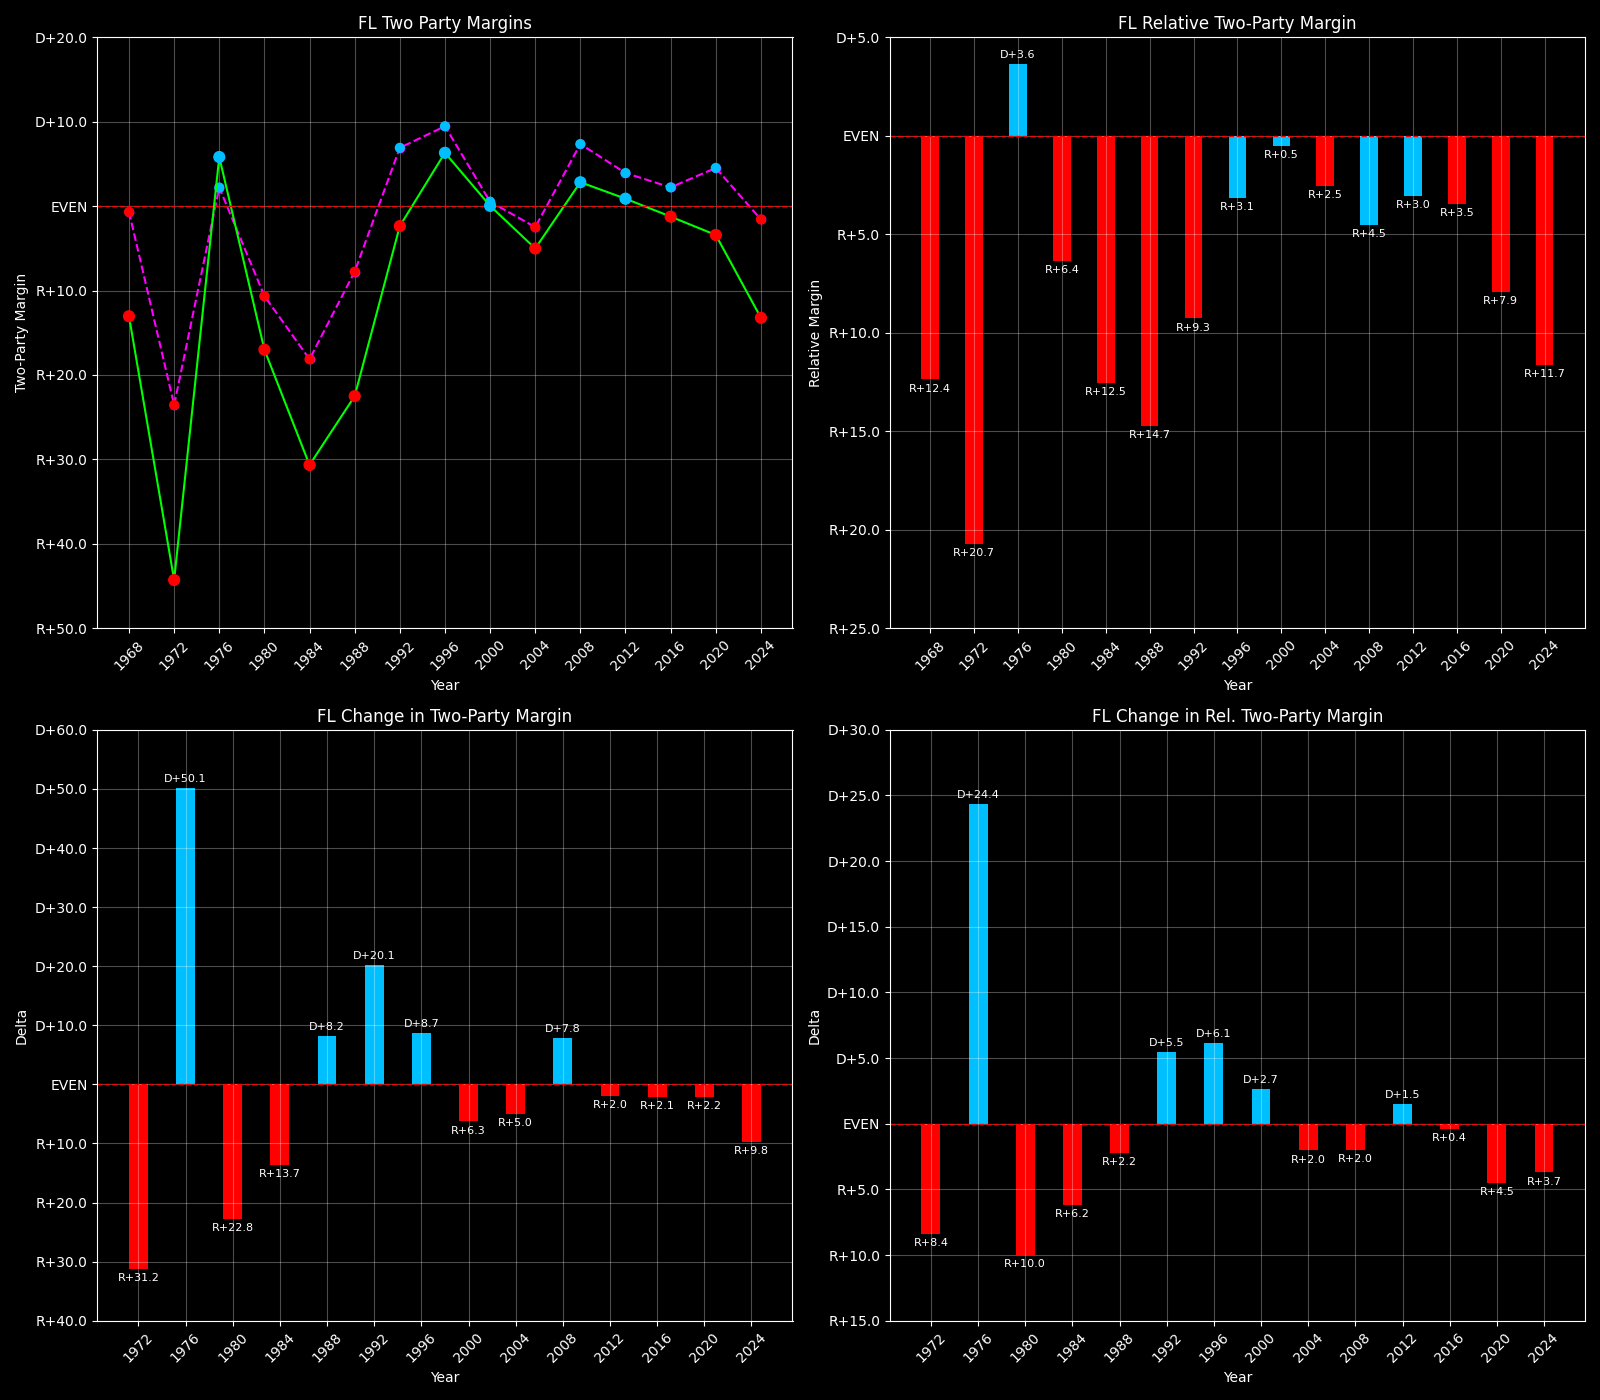 FL Two Party Margins
D+20.0
D+10.0
EVEN
R+10.0
R+20.0
R+30.0
R+40.0
R+50.0
Two-Party Margin
1968
1972
1976
1980
1984
1988
1992
1996
2000
2004
2008
2012
2016
2020
2024
Year
FL Relative Two-Party Margin
D+5.0
EVEN
R+5.0
R+10.0
R+15.0
R+20.0
R+25.0
Relative Margin
R+12.4
R+20.7
D+3.6
R+6.4
R+12.5
R+14.7
R+9.3
R+3.1
R+0.5
R+2.5
R+4.5
R+3.0
R+3.5
R+7.9
R+11.7
1968
1972
1976
1980
1984
1988
1992
1996
2000
2004
2008
2012
2016
2020
2024
Year
FL Change in Two-Party Margin
D+60.0
D+50.0
D+40.0
D+30.0
D+20.0
D+10.0
EVEN
R+10.0
R+20.0
R+30.0
R+40.0
Delta
R+31.2
D+50.1
R+22.8
R+13.7
D+8.2
D+20.1
D+8.7
R+6.3
R+5.0
D+7.8
R+2.0
R+2.1
R+2.2
R+9.8
1972
1976
1980
1984
1988
1992
1996
2000
2004
2008
2012
2016
2020
2024
Year
FL Change in Rel. Two-Party Margin
D+30.0
D+25.0
D+20.0
D+15.0
D+10.0
D+5.0
EVEN
R+5.0
R+10.0
R+15.0
Delta
R+8.4
D+24.4
R+10.0
R+6.2
R+2.2
D+5.5
D+6.1
D+2.7
R+2.0
R+2.0
D+1.5
R+0.4
R+4.5
R+3.7
1972
1976
1980
1984
1988
1992
1996
2000
2004
2008
2012
2016
2020
2024
Year